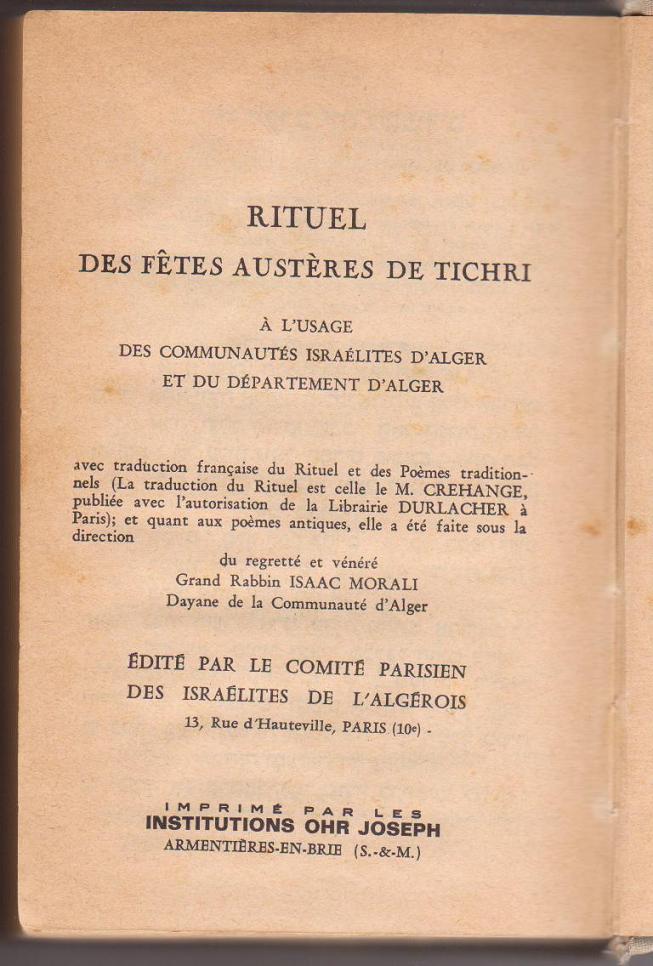 RITUEL
DES FÊTES AUSTÈRES DE TICHRI
À L'USAGE
DES COMMUNAUTÉS ISRAÉLITES D'ALGER
ET DU DÉPARTEMENT D'ALGER
avec traduction française du Rituel et des Poèmes tradition-
nels (La traduction du Rituel est celle le M. CREHANGE,
publiée avec l'autorisation de la Librairie DURLACHER à
Paris); et quant aux poèmes antiques, elle a été faite sous la
direction
du regretté et vénéré
Grand Rabbin ISAAC MORALI
Dayane de la Communauté d'Alger
ÉDITÉ PAR LE COMITÉ PARISIEN
DES ISRAÉLITES DE L'ALGÉROIS
13, Rue d'Hauteville, PARIS (10e) -
IMPRIMÉ PAR LES
INSTITUTIONS OHR JOSEPH
ARMENTIÈRES-EN-BRIE (S.-&-M.)